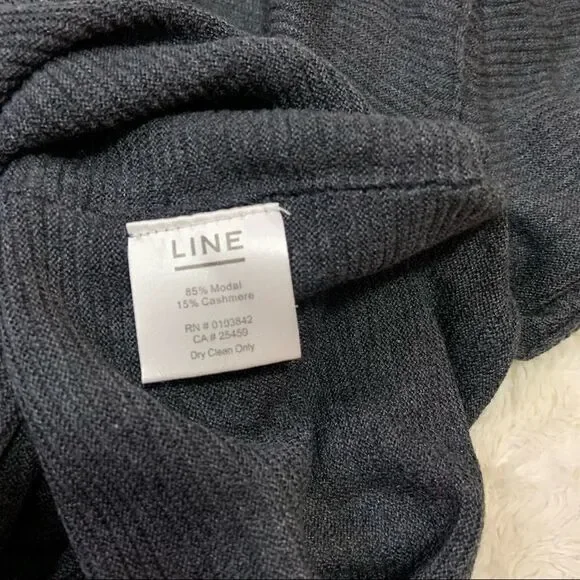 LINE
85% Modal
15% Cashmere
RN # 0103842
CA # 25459
Dry Clean Only